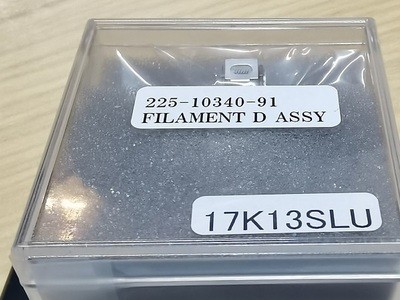 225-10340-91
FILAMENT D ASSY
17K13SLU